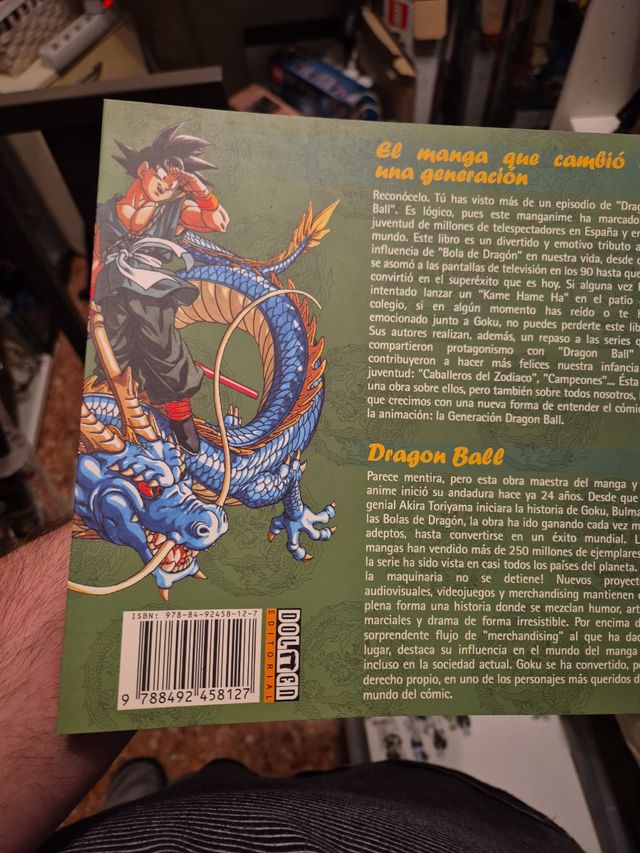 El manga que cambió
una generación
Reconócelo. Tú has visto más de un episodio de "Drag
Ball". Es lógico, pues este manganime ha marcado
juventud de millones de telespectadores en España y en
mundo. Este libro es un divertido y emotivo tributo a
influencia de "Bola de Dragón" en nuestra vida, desde
se asomó a las pantallas de televisión en los 90 hasta que
convirtió en el superéxito que es hoy. Si alguna vez
intentado lanzar un "Kame Hame Ha" en el patio
colegio, si en algún momento has reído o te
emocionado junto a Goku, no puedes perderte este
Sus autores realizan, además, un repaso a las series
compartieron protagonismo con "Dragon Ball"
contribuyeron a hacer más felices nuestra infancia
juventud: "Caballeros del Zodiaco", "Campeones"... Ésta
una obra sobre ellos, pero también sobre todos nosotros,
que crecimos con una nueva forma de entender el cómic
la animación: la Generación Dragon Ball.
Dragon Ball
Parece mentira, pero esta obra maestra del manga y
anime inició su andadura hace ya 24 años. Desde que
genial Akira Toriyama iniciara la historia de Goku, Bulma
las Bolas de Dragón, la obra ha ido ganando cada vez
adeptos, hasta convertirse en un éxito mundial.
mangas han vendido más de 250 millones de ejemplares
la serie ha sido vista en casi todos los países del planeta.
la maquinaria no se detiene! Nuevos proyect
audiovisuales, videojuegos y merchandising mantienen
plena forma una historia donde se mezclan humor, art
marciales y drama de forma irresistible. Por encima d
sorprendente flujo de "merchandising" al que ha dad
lugar, destaca su influencia en el mundo del manga
incluso en la sociedad actual. Goku se ha convertido, p
derecho propio, en uno de los personajes más queridos d
mundo del cómic.
ISBN: 978-84-92458-12-7
9 788492 458127
DOLMEN
EDITORIAL